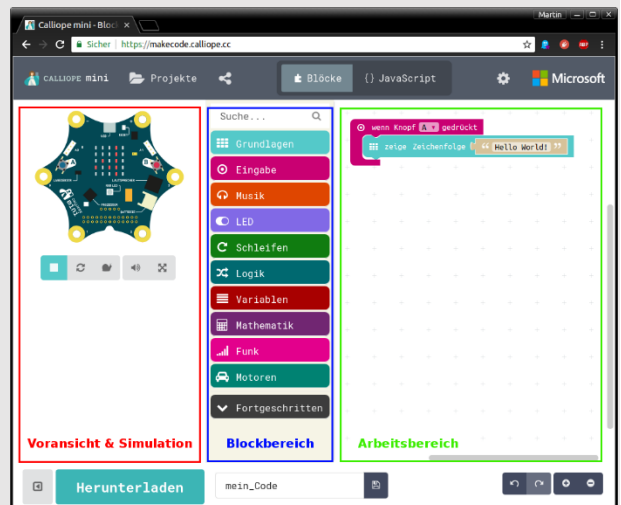 Martin
Calliope mini - Bloc
Sicher | https://makecode.calliope.cc
CALLIOPE mini
Projekte
Blöcke
{} JavaScript
Microsoft
Suche...
Grundlagen
Eingabe
Musik
LED
Schleifen
Logik
Variablen
Mathematik
Funk
Motoren
Fortgeschritten
wenn Knopf A gedrückt
zeige Zeichenfolge “ Hello World! ”
Voransicht & Simulation
Blockbereich
Arbeitsbereich
Herunterladen
mein_Code